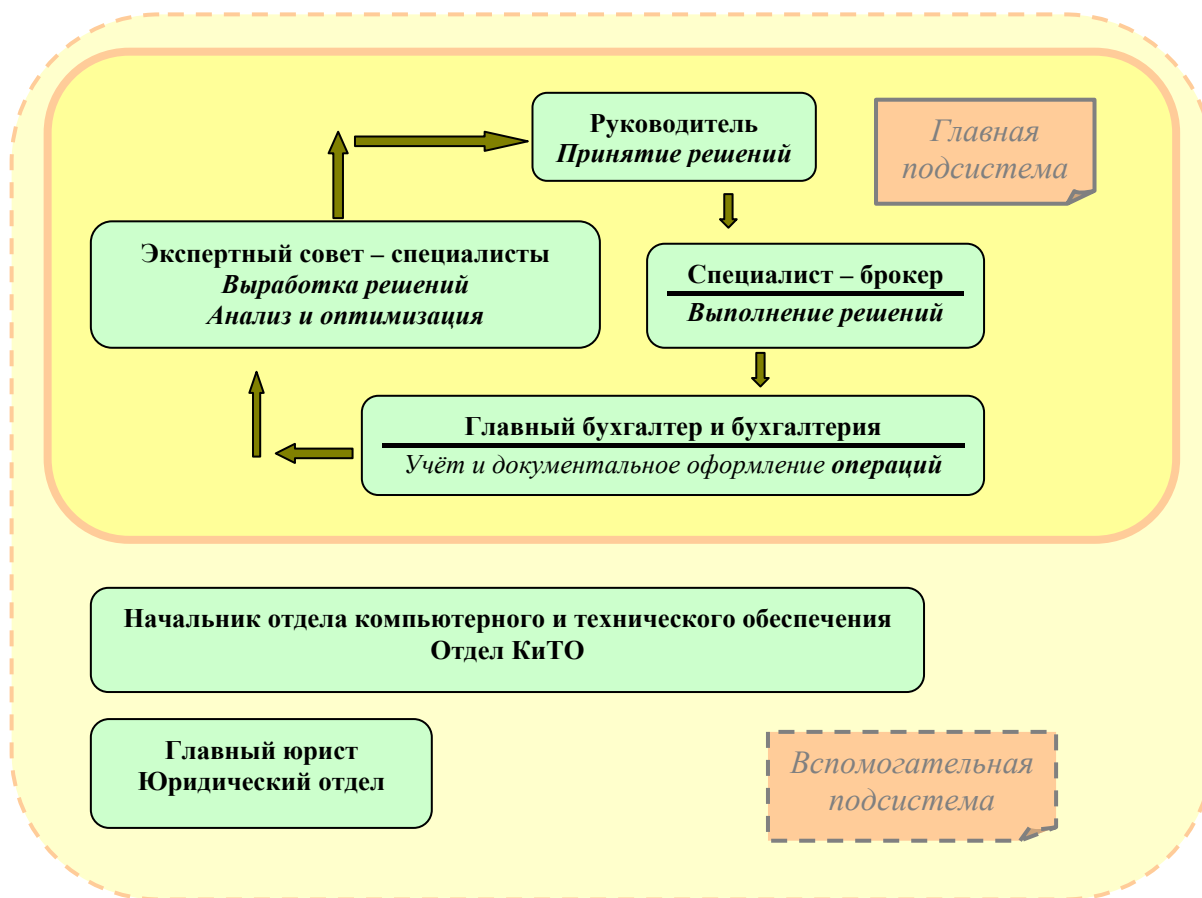 Руководитель
Принятие решений
Главная
подсистема
Экспертный совет – специалисты
Выработка решений
Анализ и оптимизация
Специалист – брокер
Выполнение решений
Главный бухгалтер и бухгалтерия
Учёт и документальное оформление операций
Начальник отдела компьютерного и технического обеспечения
Отдел КиТО
Главный юрист
Юридический отдел
Вспомогательная
подсистема